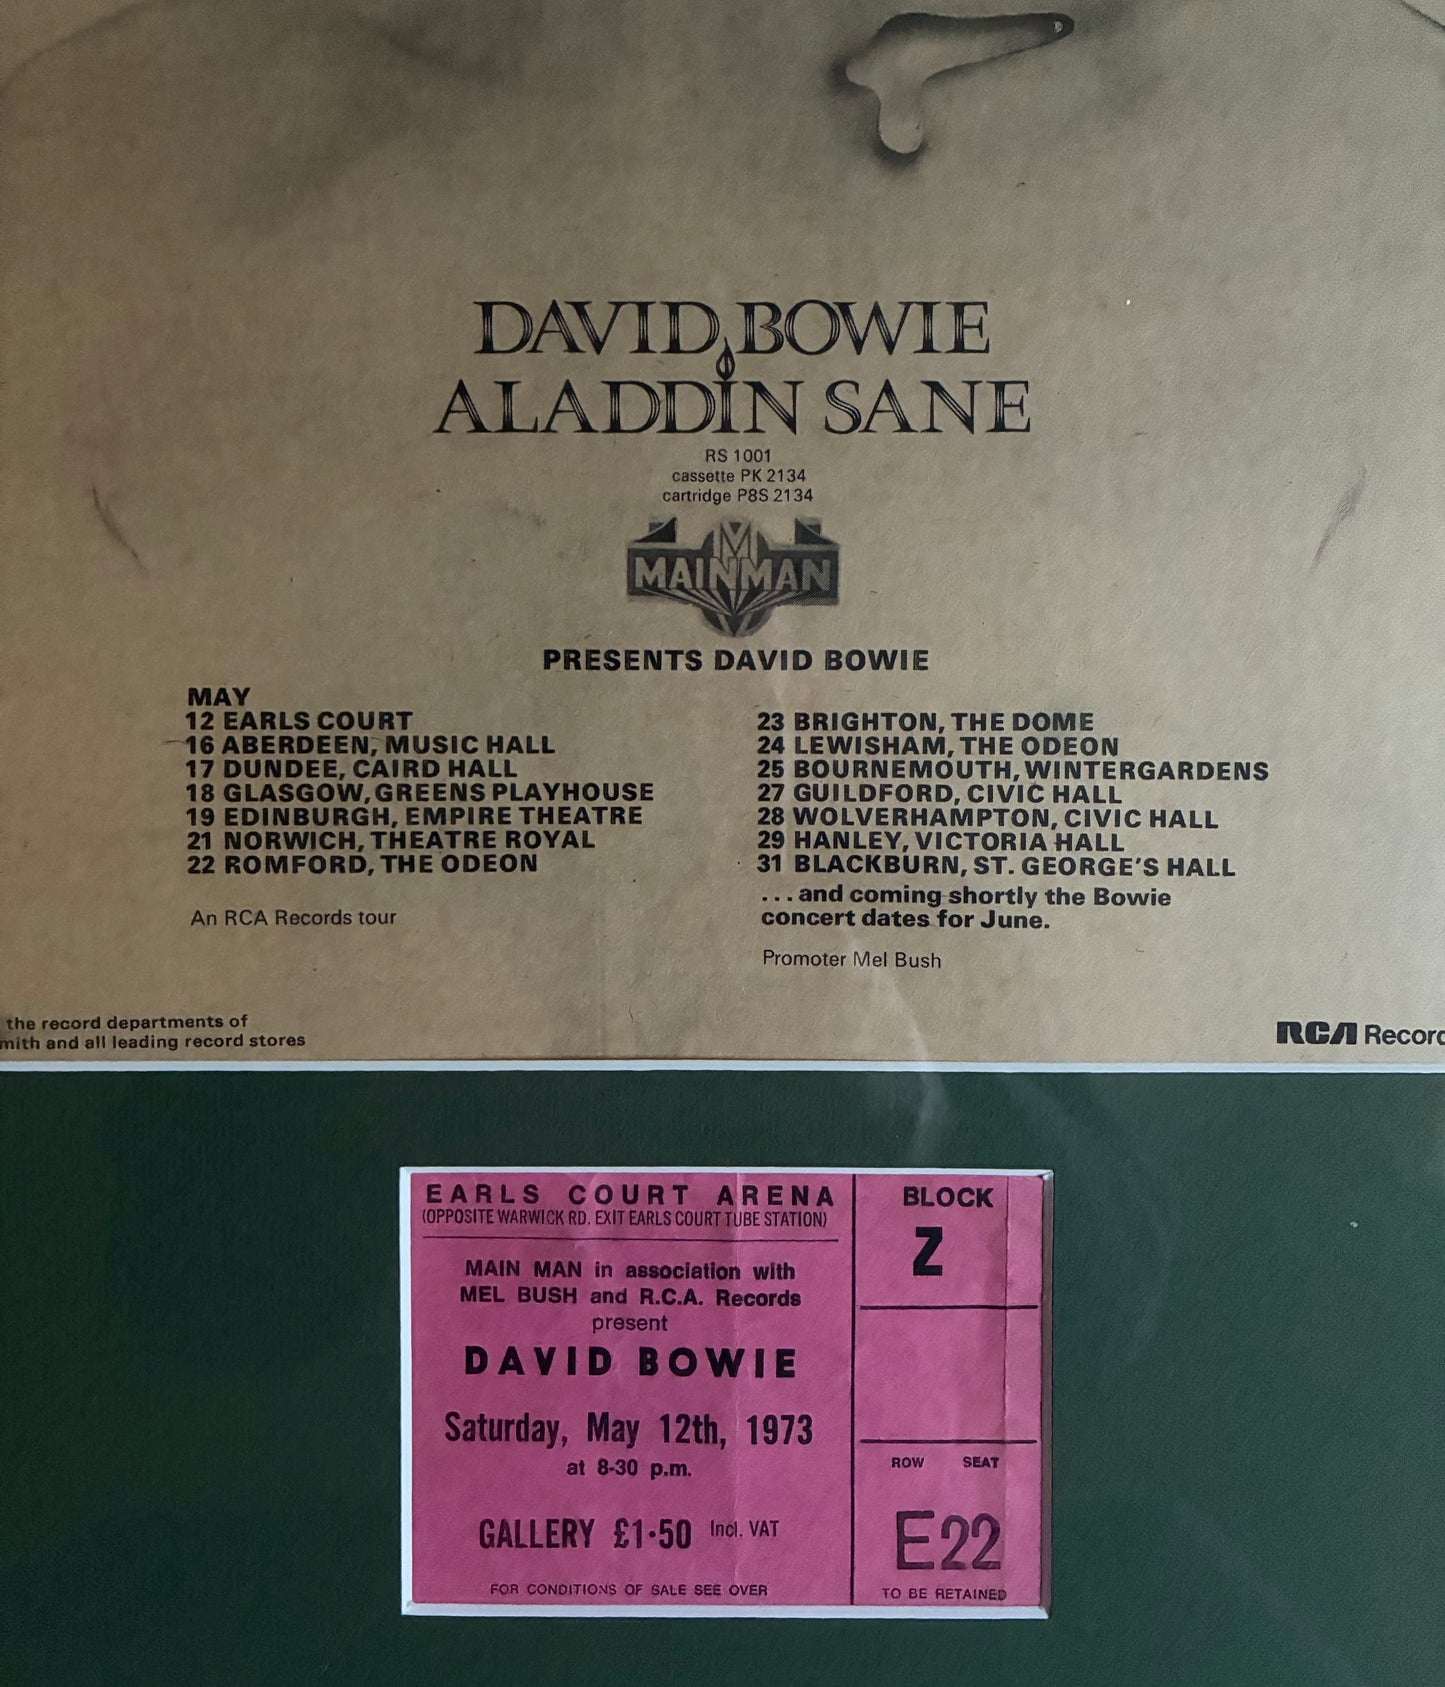 DAVID BOWIE
ALADDIN SANE
RS 1001
cassette PK 2134
cartridge P8S 2134
M
MAINMAN
PRESENTS DAVID BOWIE
MAY
12 EARLS COURT
16 ABERDEEN, MUSIC HALL
17 DUNDEE, CAIRD HALL
18 GLASGOW, GREENS PLAYHOUSE
19 EDINBURGH, EMPIRE THEATRE
21 NORWICH, THEATRE ROYAL
22 ROMFORD, THE ODEON
An RCA Records tour
23 BRIGHTON, THE DOME
24 LEWISHAM, THE ODEON
25 BOURNEMOUTH, WINTERGARDENS
27 GUILDFORD, CIVIC HALL
28 WOLVERHAMPTON, CIVIC HALL
29 HANLEY, VICTORIA HALL
31 BLACKBURN, ST. GEORGE'S HALL
...and coming shortly the Bowie
concert dates for June.
Promoter Mel Bush
the record departments of
mith and all leading record stores
RCA Record
EARLS COURT ARENA
(OPPOSITE WARWICK RD. EXIT EARLS COURT TUBE STATION)
MAIN MAN in association with
MEL BUSH and R.C.A. Records
present
DAVID BOWIE
Saturday, May 12th, 1973
at 8-30 p.m.
GALLERY £1·50 Incl. VAT
FOR CONDITIONS OF SALE SEE OVER
BLOCK
Z
ROW SEAT
E22
TO BE RETAINED